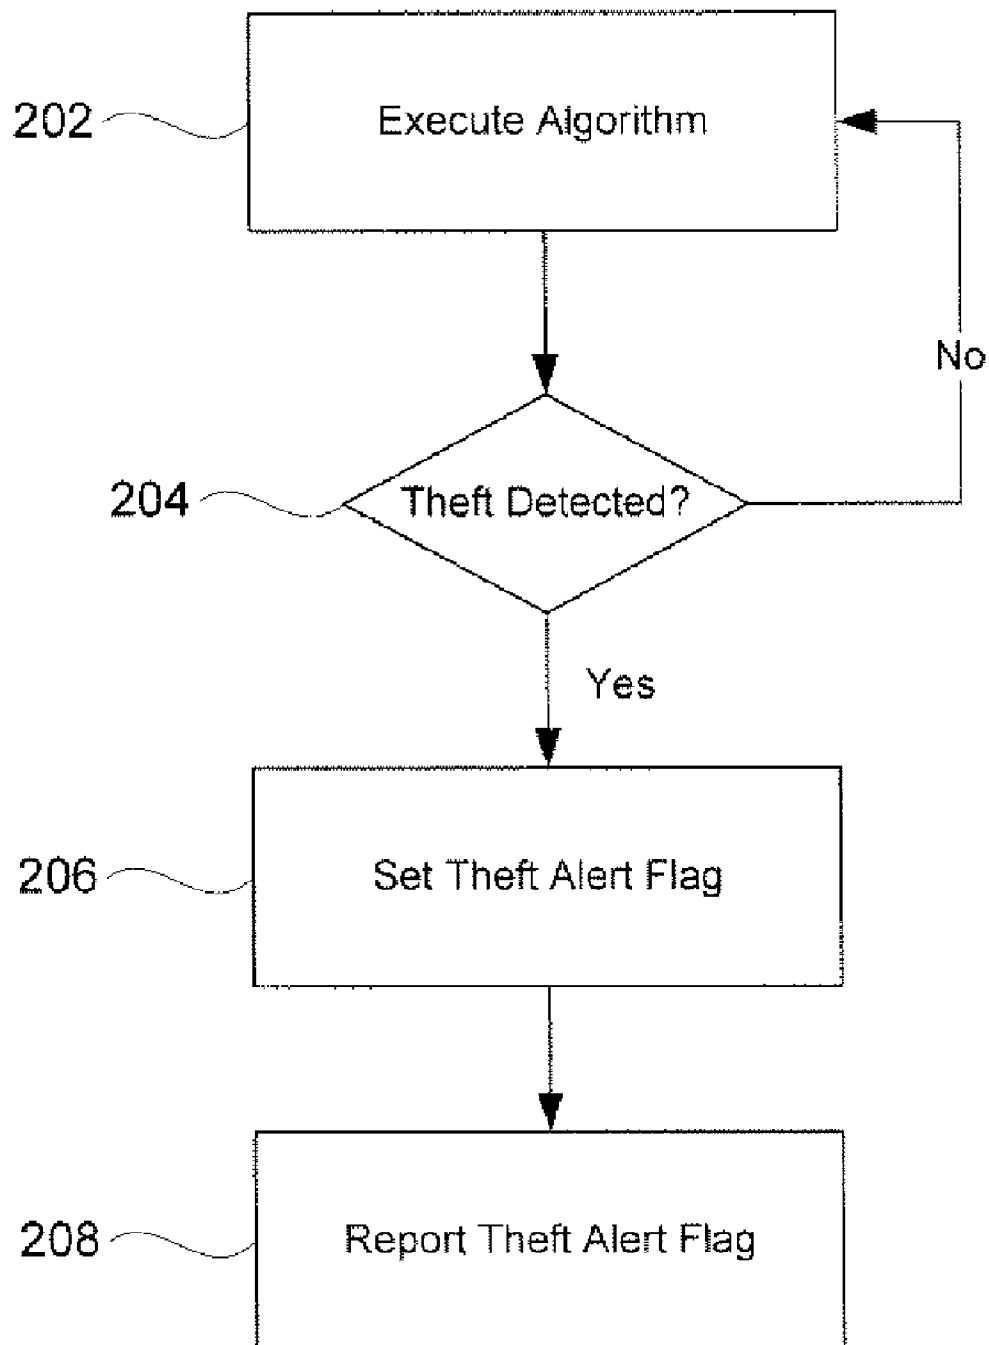 202
Execute Algorithm
No
204
Theft Detected?
Yes
206
Set Theft Alert Flag
208
Report Theft Alert Flag